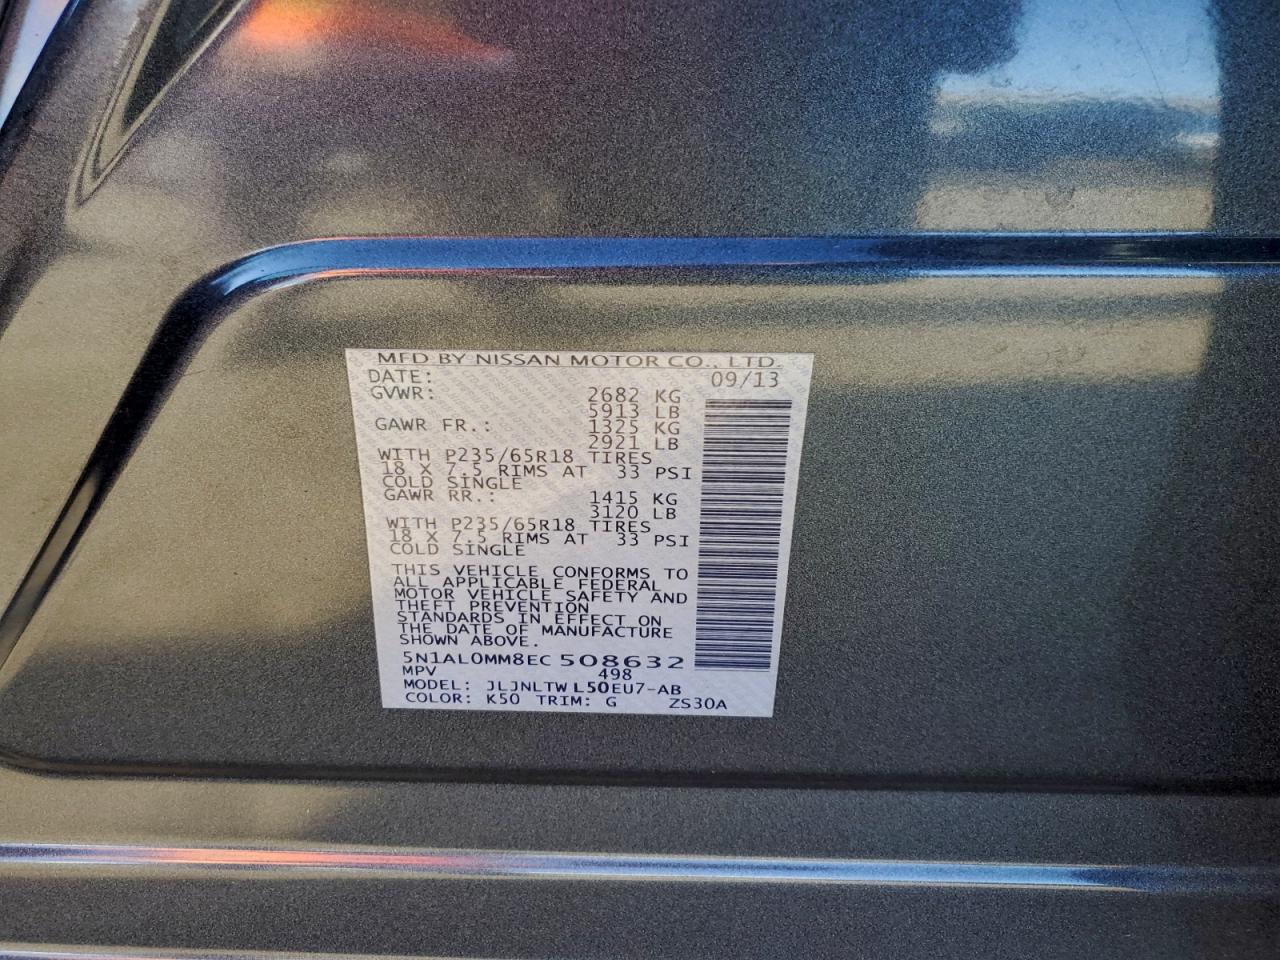 MFD BY NISSAN MOTOR CO., LTD.
DATE: 09/13
GVWR: 2682 KG
5913 LB
GAWR FR.: 1325 KG
2921 LB
WITH P235/65R18 TIRES
18 X 7.5 RIMS AT 33 PSI
COLD SINGLE
GAWR RR.: 1415 KG
3120 LB
WITH P235/65R18 TIRES
18 X 7.5 RIMS AT 33 PSI
COLD SINGLE
THIS VEHICLE CONFORMS TO
ALL APPLICABLE FEDERAL
MOTOR VEHICLE SAFETY AND
THEFT PREVENTION
STANDARDS IN EFFECT ON
THE DATE OF MANUFACTURE
SHOWN ABOVE.
5N1AL0MM8EC 508632
MPV 498
MODEL: JLJNLTWL50EU7-AB
COLOR: K50 TRIM: G ZS30A